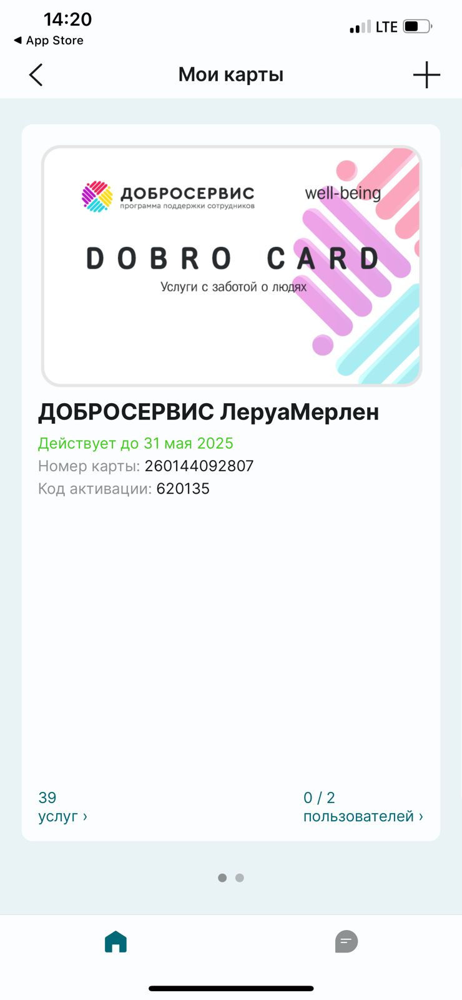 14:20
LTE
◀ App Store
Мои карты
ДОБРОСЕРВИС
программа поддержки сотрудников
well-being
DOBRO CARD
Услуги с заботой о людях
ДОБРОСЕРВИС ЛеруаМерлен
Действует до 31 мая 2025
Номер карты: 260144092807
Код активации: 620135
39
услуг ›
0 / 2
пользователей ›